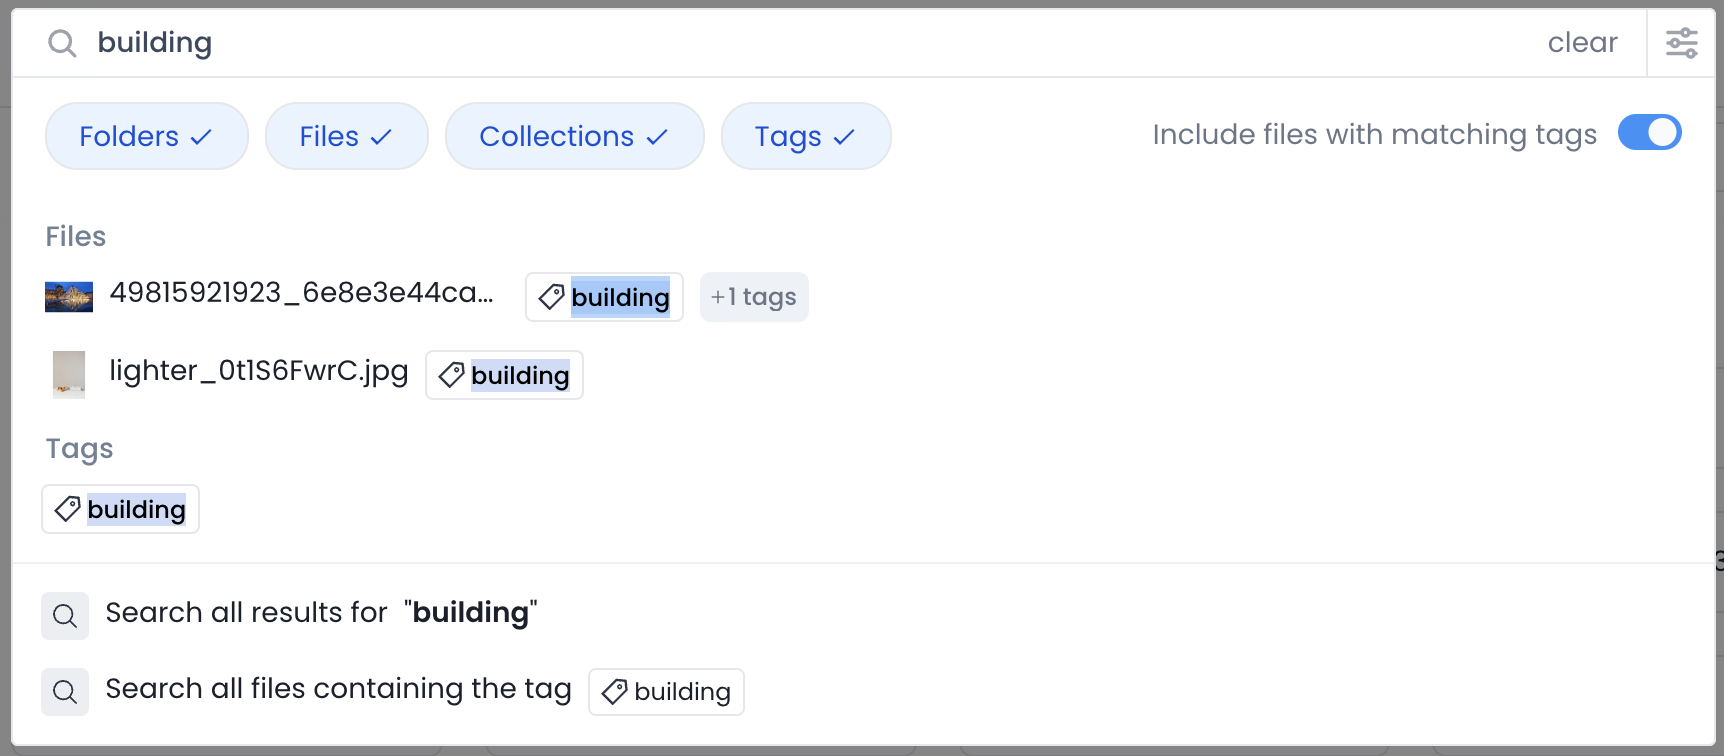 building clear
Folders Files Collections Tags Include files with matching tags
Files
49815921923_6e8e3e44ca... building +1 tags
lighter_0t1S6FwrC.jpg building
Tags
building
Search all results for "building"
Search all files containing the tag building